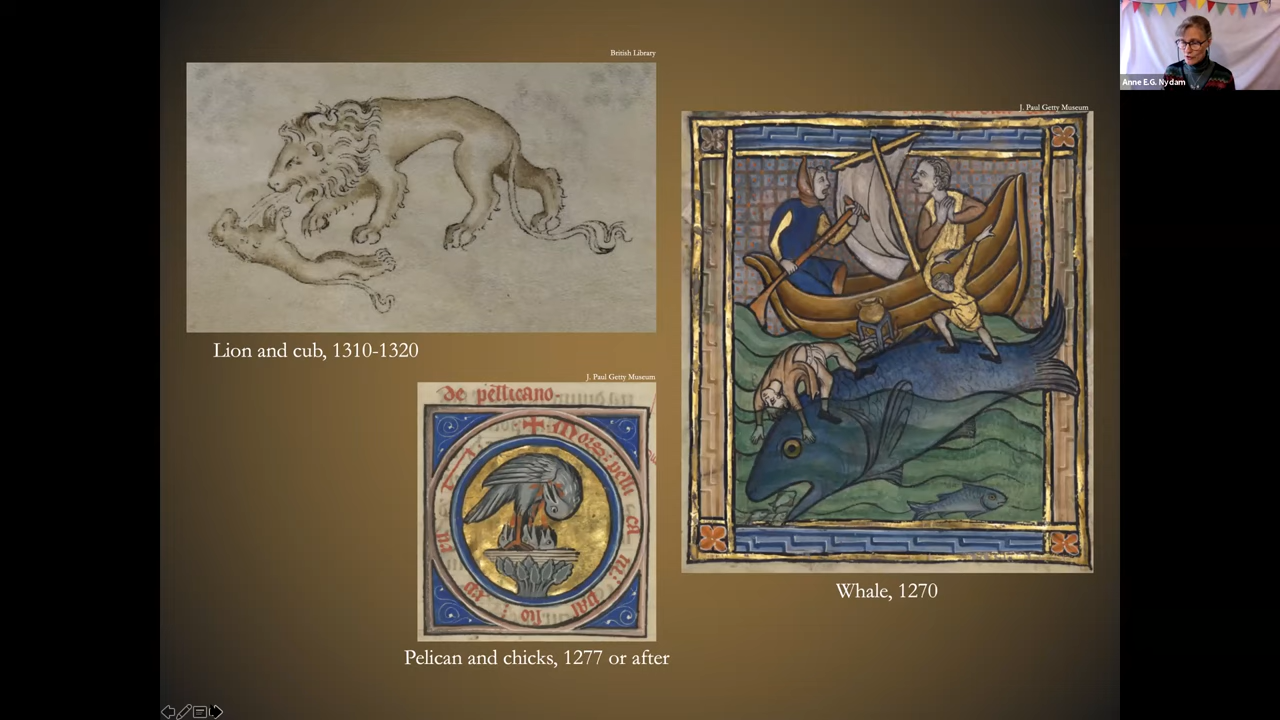 British Library
Lion and cub, 1310-1320
J. Paul Getty Museum
de pellicano
Pelican and chicks, 1277 or after
J. Paul Getty Museum
Whale, 1270
Anne E.G. Nydam